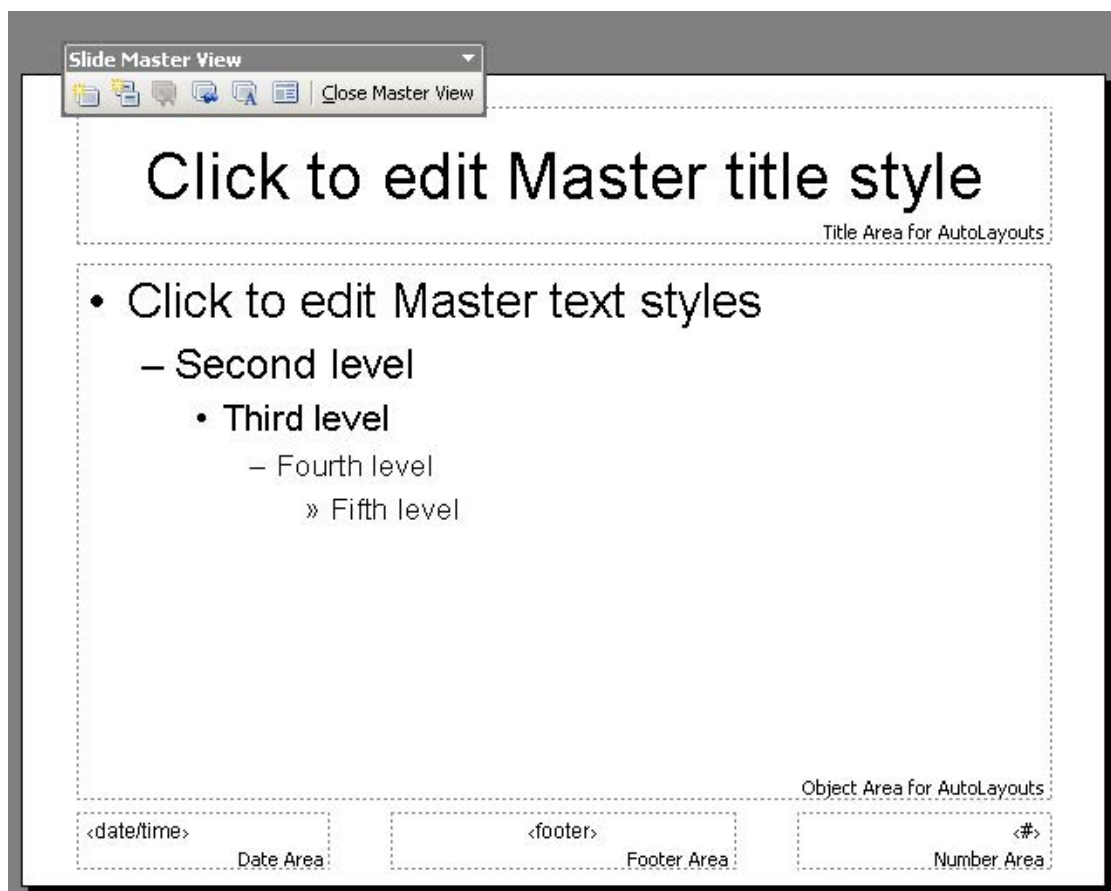 Slide Master View
Close Master View
Click to edit Master title style
Title Area for AutoLayouts
• Click to edit Master text styles
– Second level
• Third level
– Fourth level
» Fifth level
Object Area for AutoLayouts
<date/time> <footer> <#>
Date Area Footer Area Number Area